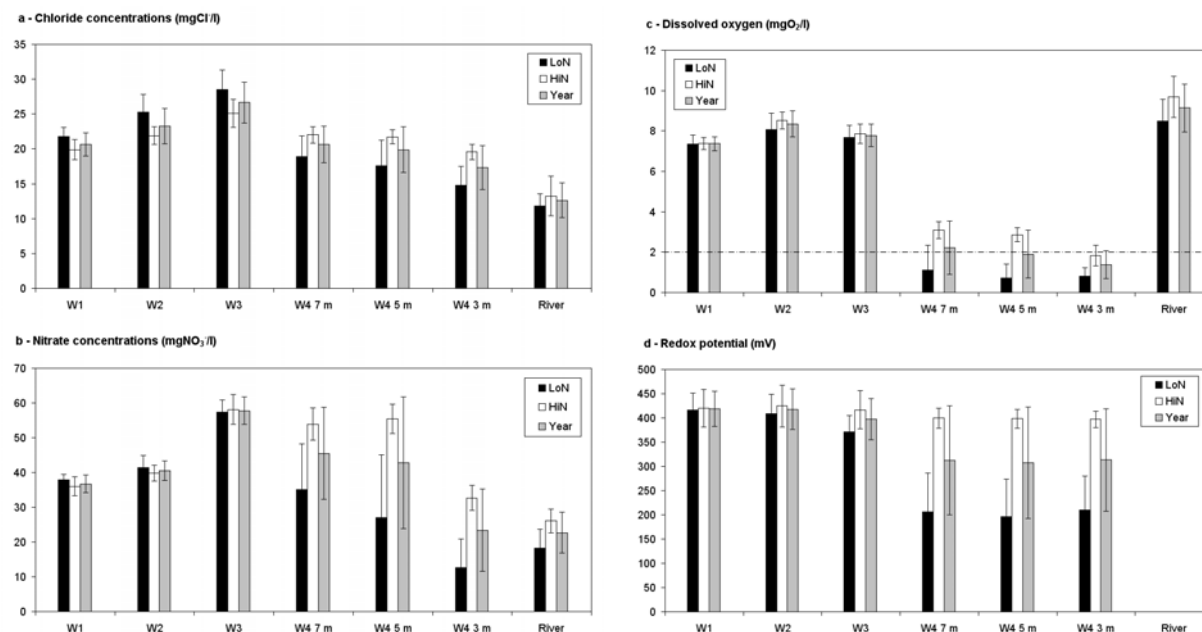 a - Chloride concentrations (mgCl⁻/l)
35
30
25
20
15
10
5
0
LoN
HiN
Year
W1 W2 W3 W4 7 m W4 5 m W4 3 m River
b - Nitrate concentrations (mgNO₃⁻/l)
70
60
50
40
30
20
10
0
LoN
HiN
Year
W1 W2 W3 W4 7 m W4 5 m W4 3 m River
c - Dissolved oxygen (mgO₂/l)
12
10
8
6
4
2
0
LoN
HiN
Year
W1 W2 W3 W4 7 m W4 5 m W4 3 m River
d - Redox potential (mV)
500
450
400
350
300
250
200
150
100
50
0
LoN
HiN
Year
W1 W2 W3 W4 7 m W4 5 m W4 3 m River